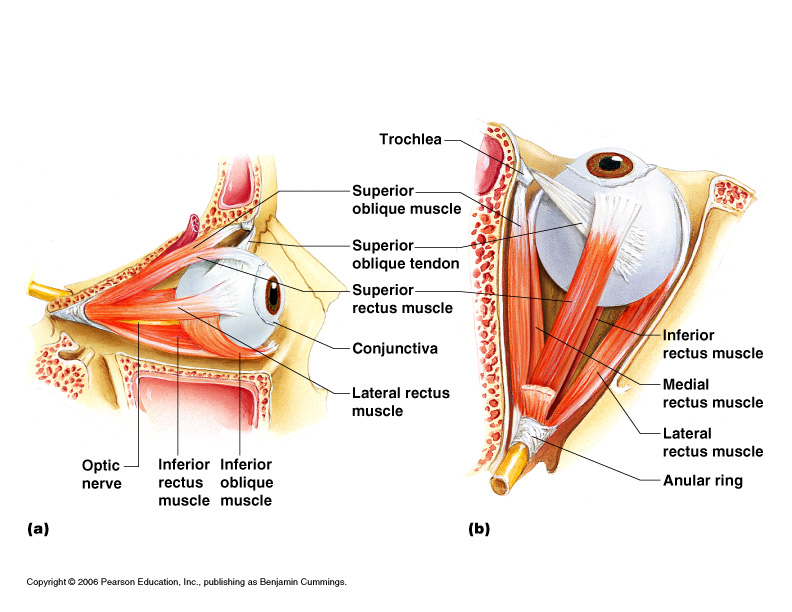 Trochlea
Superior
oblique muscle
Superior
oblique tendon
Superior
rectus muscle
Conjunctiva
Lateral rectus
muscle
Inferior
rectus muscle
Medial
rectus muscle
Lateral
rectus muscle
Anular ring
Optic
nerve
Inferior
rectus
muscle
Inferior
oblique
muscle
(a)
(b)
Copyright © 2006 Pearson Education, Inc., publishing as Benjamin Cummings.